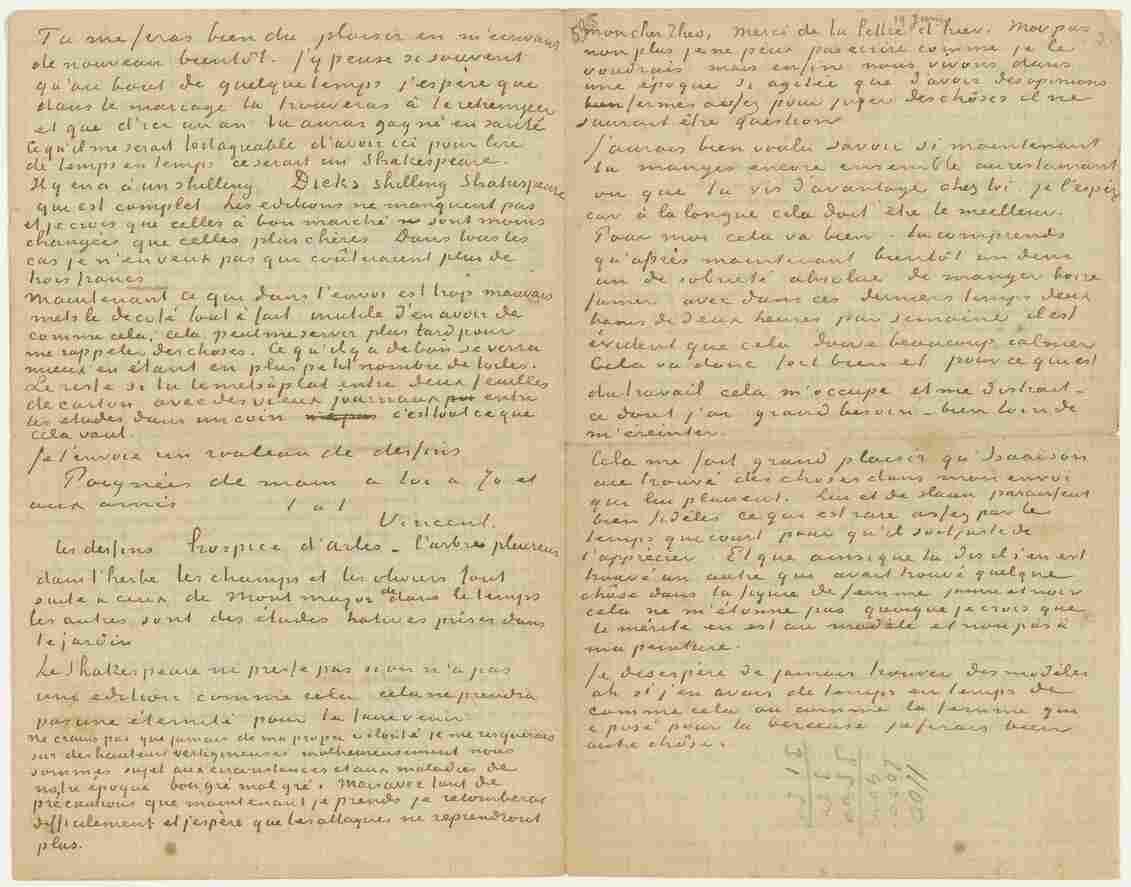 Tu me feras bien du plaisir en m'écrivant
de nouveau bientôt. J'y pense si souvent
qu'au bout de quelque temps j'espère que
dans le mariage tu trouveras à te retremper
et que d'ici un an tu auras gagné en santé
Ce qu'il me serait fort agréable d'avoir ici pour lire
de temps en temps ce serait un Shakespeare.
Il y en a à un shilling Dicks shilling Shakespeare
qui est complet Les editions ne manquent pas
et je crois que celles à bon marché sont moins
changées que celles plus chères. Dans tous les
cas je n'en veux pas qui coûteraient plus de
trois francs
Maintenant ce que dans l'envoi est trop mauvais
mets le de côté tout à fait inutile d'en avoir de
comme cela, cela peut me servir plus tard pour
me rappeler des choses. Ce qu'il y a de bon se verra
mieux en étant en plus petit nombre de toiles.
Le reste si tu le mets à plat entre deux feuilles
de carton avec des vieux journaux entre
les études dans un coin c'est tout ce que
cela vaut.
Je t'envoie un rouleau de dessins
Poignées de main a toi a Jo et
aux amis t. à t.
Vincent.
les dessins hospice d'Arles – l'arbre pleureur
dans l'herbe les champs et les oliviers font
suite a ceux de Montmajour de dans le temps
les autres sont des études hatives prises dans
le jardin
Le Shakespeare ne presse pas si on n'a pas
une edition comme cela cela ne prendra
pas une éternité pour la faire venir
ne crains pas que jamais de ma propre volonté je me risquerais
sur des hauteurs vertigineuses malheureusement nous
sommes sujet aux circonstances et aux maladies de
notre époque bon gré mal gré. Mais avec tant de
précautions que maintenant je prends je retomberai
difficilement et j'espère que les attaques ne reprendront
plus.
595
19 Juin
mon cher Theo, Merci de ta lettre d'hier. Moi pas
non plus je ne peux pas ecrire comme je le
voudrais mais enfin nous vivons dans
une époque si agitée que d'avoir des opinions
fermes assez pour juger des choses il ne
saurait être question
J'aurais bien voulu savoir si maintenant
tu manges encore ensemble au restaurant
ou que tu vis d'avantage chez toi. je l'espère
car à la longue cela doit être le meilleur.
Pour moi cela va bien – tu comprends
qu'après maintenant bientôt un demi
an de sobriété absolue de manger boire
fumer avec dans ces derniers temps deux
bains de deux heures par semaine il est
évident que cela doive beaucoup calmer
Cela va donc fort bien et pour ce qui est
du travail cela m'occupe et me distrait –
ce dont j'ai grand besoin – bien loin de
m'éreinter.
Cela me fait grand plaisir qu'Isaäcson
aie trouvé des choses dans mon envoi
qui lui plaisent. Lui et de Haan paraissent
bien fidèles ce qui est rare assez par le
temps qui court pour qu'il soit juste de
l'apprécier. Et que ainsi que tu dis il s'en est
trouvé un autre qui avait trouvé quelque
chôse dans la figure de femme jaune et noir
cela ne m'étonne pas quoique je crois que
le mérite en est au modèle et non pas à
ma peinture.
Je désespère de jamais trouver des modèles
ah si j'en avais de temps en temps de
comme cela ou comme la femme qui
a posé pour la berceuse je ferais bien
autre chôse.